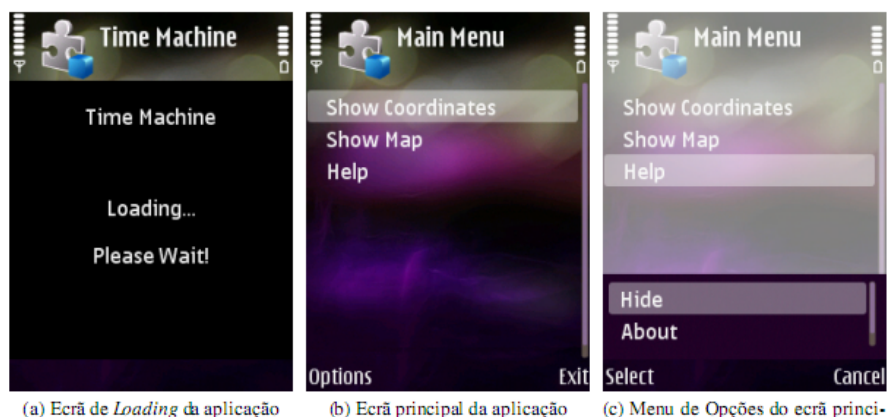 Time Machine
Time Machine
Loading...
Please Wait!
(a) Ecrã de Loading da aplicação
Main Menu
Show Coordinates
Show Map
Help
Options Exit
(b) Ecrã principal da aplicação
Main Menu
Show Coordinates
Show Map
Help
Hide
About
Select Cancel
(c) Menu de Opções do ecrã princi-